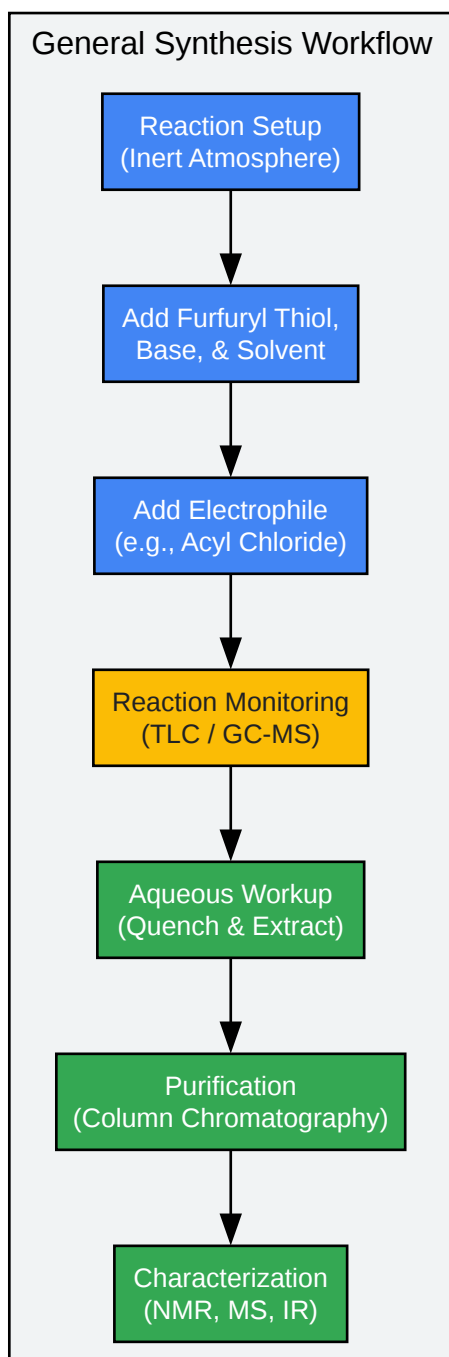 General Synthesis Workflow
Reaction Setup
(Inert Atmosphere)
Add Furfuryl Thiol,
Base, & Solvent
Add Electrophile
(e.g., Acyl Chloride)
Reaction Monitoring
(TLC / GC-MS)
Aqueous Workup
(Quench & Extract)
Purification
(Column Chromatography)
Characterization
(NMR, MS, IR)